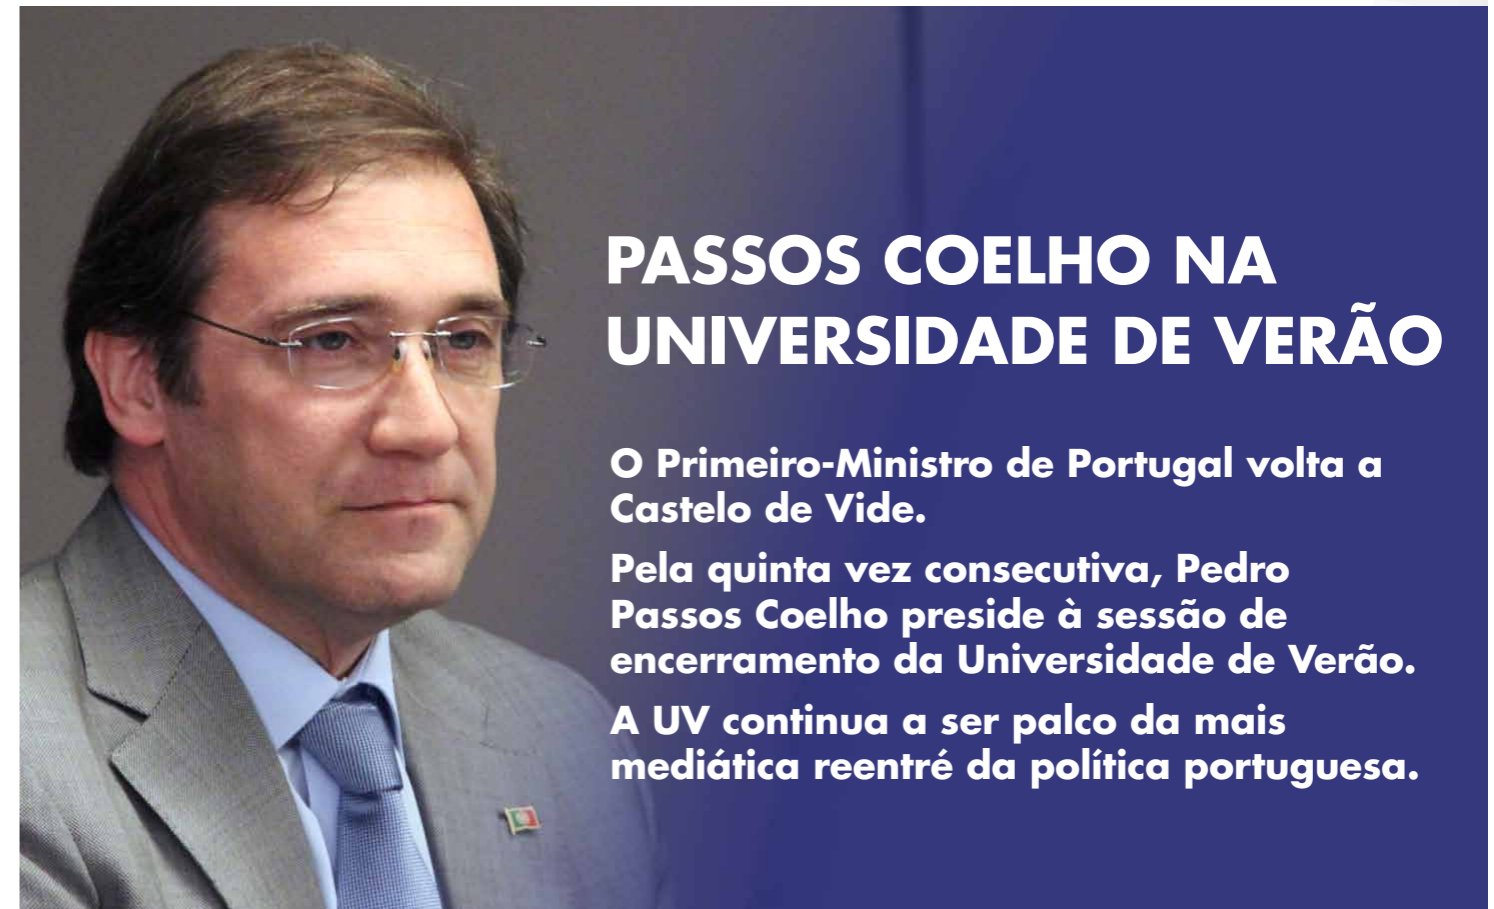 PASSOS COELHO NA
UNIVERSIDADE DE VERÃO
O Primeiro-Ministro de Portugal volta a
Castelo de Vide.
Pela quinta vez consecutiva, Pedro
Passos Coelho preside à sessão de
encerramento da Universidade de Verão.
A UV continua a ser palco da mais
mediática reentré da política portuguesa.